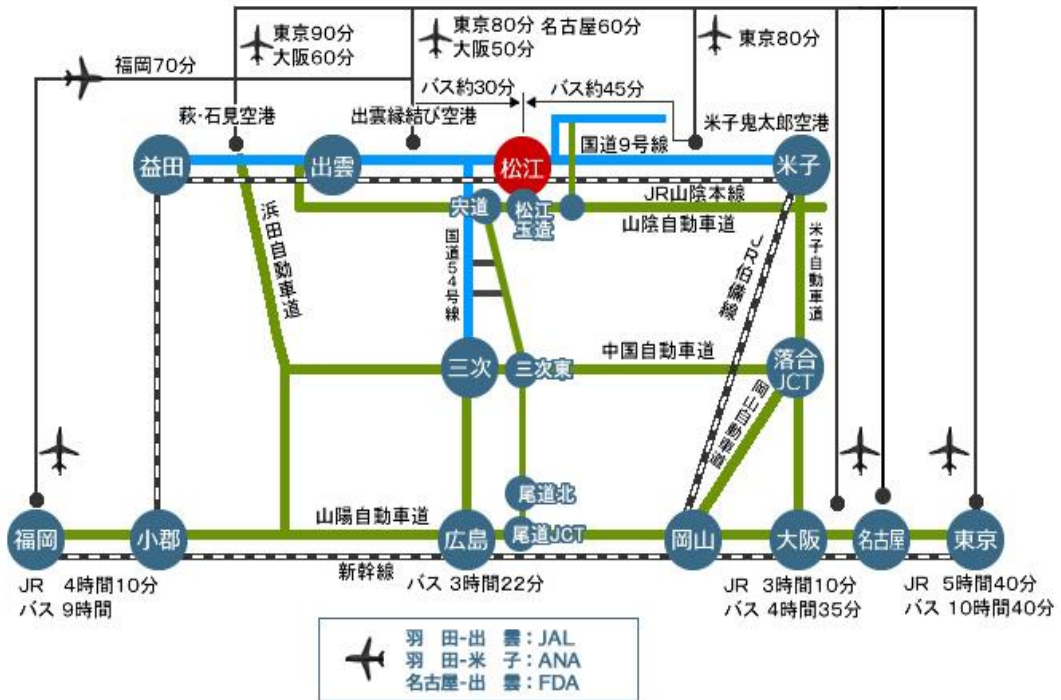 東京90分
大阪60分
東京80分 名古屋60分
大阪50分
東京80分
福岡70分
バス約30分
バス約45分
萩・石見空港
出雲縁結び空港
米子鬼太郎空港
国道9号線
益田
出雲
松江
米子
JR山陰本線
宍道
松江
玉造
山陰自動車道
浜田自動車道
国道54号線
JR伯備線
米子自動車道
中国自動車道
三次
三次東
落合
JCT
岡山自動車道
尾道北
山陽自動車道
福岡
小郡
広島
尾道JCT
岡山
大阪
名古屋
東京
新幹線
JR 4時間10分
バス 9時間
バス 3時間22分
JR 3時間10分
バス 4時間35分
JR 5時間40分
バス 10時間40分
羽 田-出 雲：JAL
羽 田-米 子：ANA
名古屋-出 雲：FDA